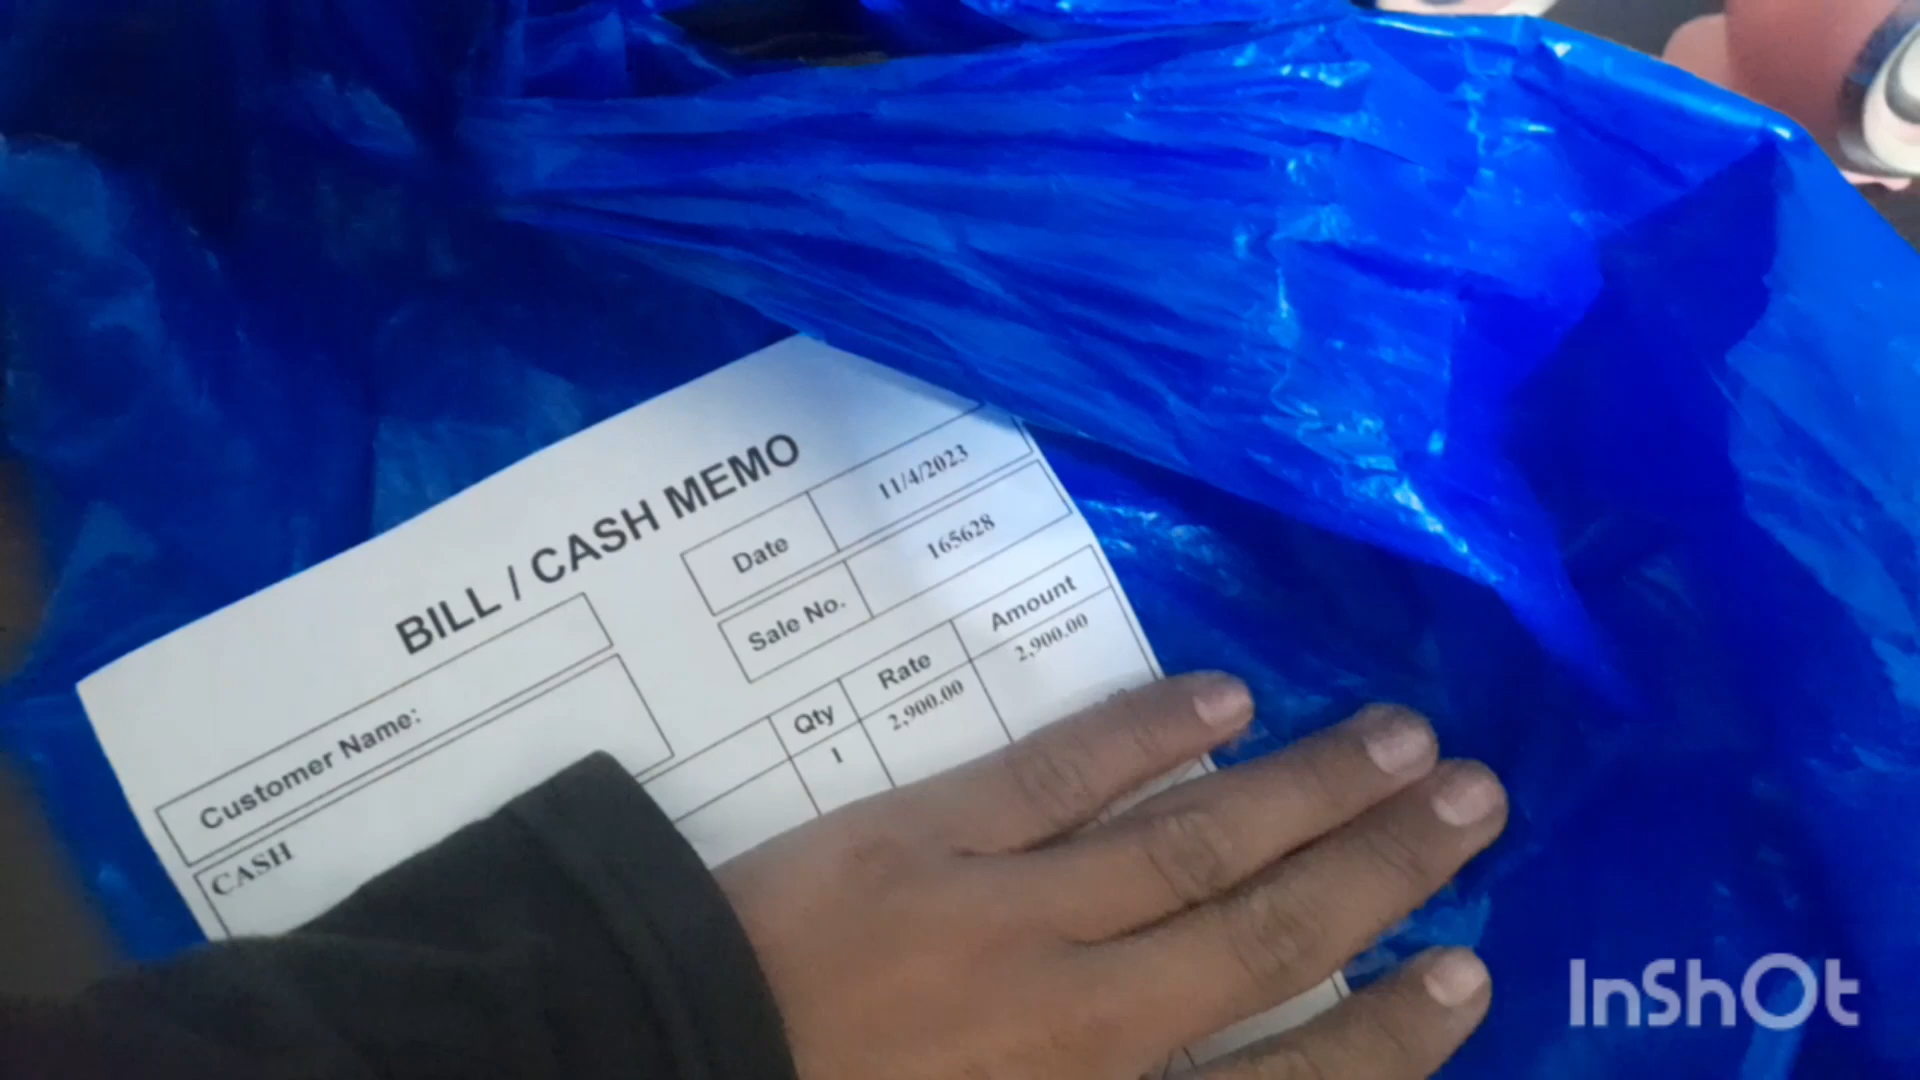 BILL / CASH MEMO
Date 11/4/2023
Sale No. 165628
Customer Name:
CASH
Qty Rate Amount
1 2,900.00 2,900.00
InShOt